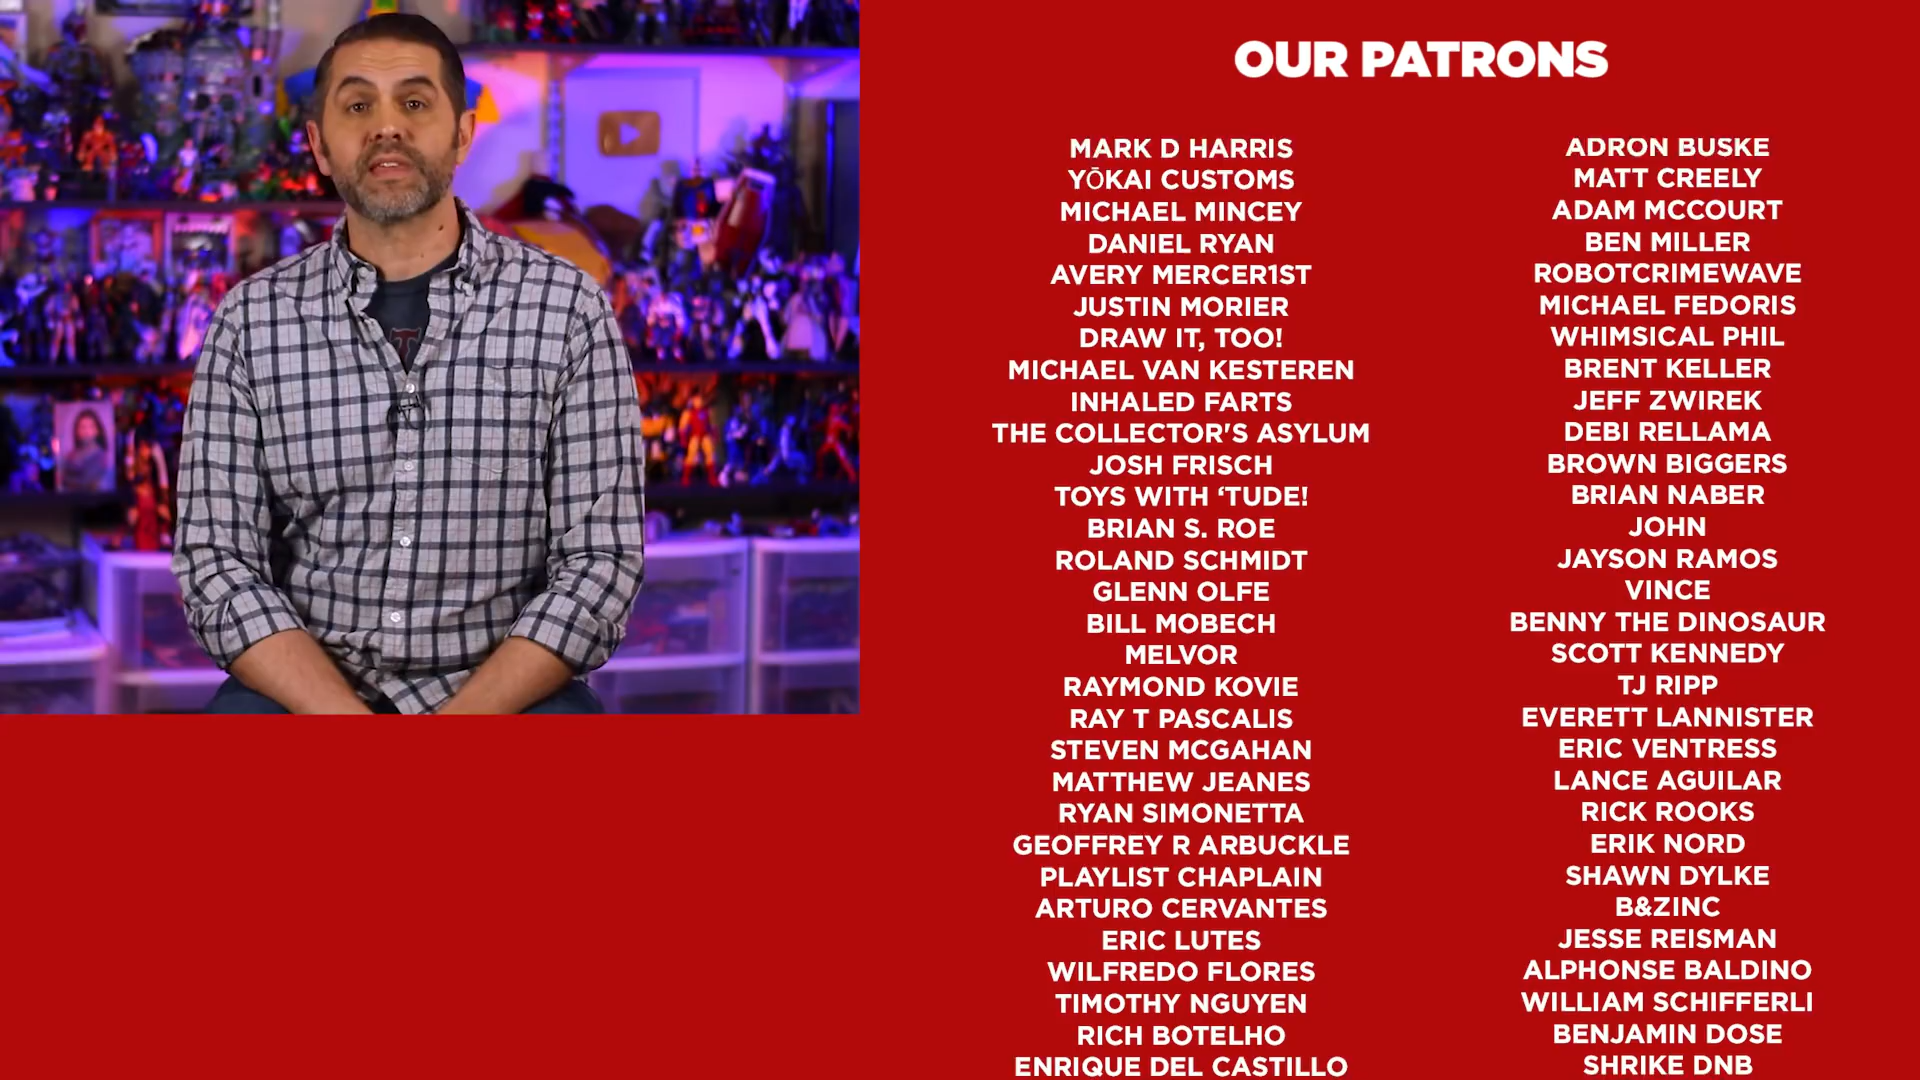 OUR PATRONS
MARK D HARRIS
YŌKAI CUSTOMS
MICHAEL MINCEY
DANIEL RYAN
AVERY MERCER1ST
JUSTIN MORIER
DRAW IT, TOO!
MICHAEL VAN KESTEREN
INHALED FARTS
THE COLLECTOR'S ASYLUM
JOSH FRISCH
TOYS WITH ‘TUDE!
BRIAN S. ROE
ROLAND SCHMIDT
GLENN OLFE
BILL MOBECH
MELVOR
RAYMOND KOVIE
RAY T PASCALIS
STEVEN MCGAHAN
MATTHEW JEANES
RYAN SIMONETTA
GEOFFREY R ARBUCKLE
PLAYLIST CHAPLAIN
ARTURO CERVANTES
ERIC LUTES
WILFREDO FLORES
TIMOTHY NGUYEN
RICH BOTELHO
ENRIQUE DEL CASTILLO
ADRON BUSKE
MATT CREELY
ADAM MCCOURT
BEN MILLER
ROBOTCRIMEWAVE
MICHAEL FEDORIS
WHIMSICAL PHIL
BRENT KELLER
JEFF ZWIREK
DEBI RELLAMA
BROWN BIGGERS
BRIAN NABER
JOHN
JAYSON RAMOS
VINCE
BENNY THE DINOSAUR
SCOTT KENNEDY
TJ RIPP
EVERETT LANNISTER
ERIC VENTRESS
LANCE AGUILAR
RICK ROOKS
ERIK NORD
SHAWN DYLKE
B&ZINC
JESSE REISMAN
ALPHONSE BALDINO
WILLIAM SCHIFFERLI
BENJAMIN DOSE
SHRIKE DNB